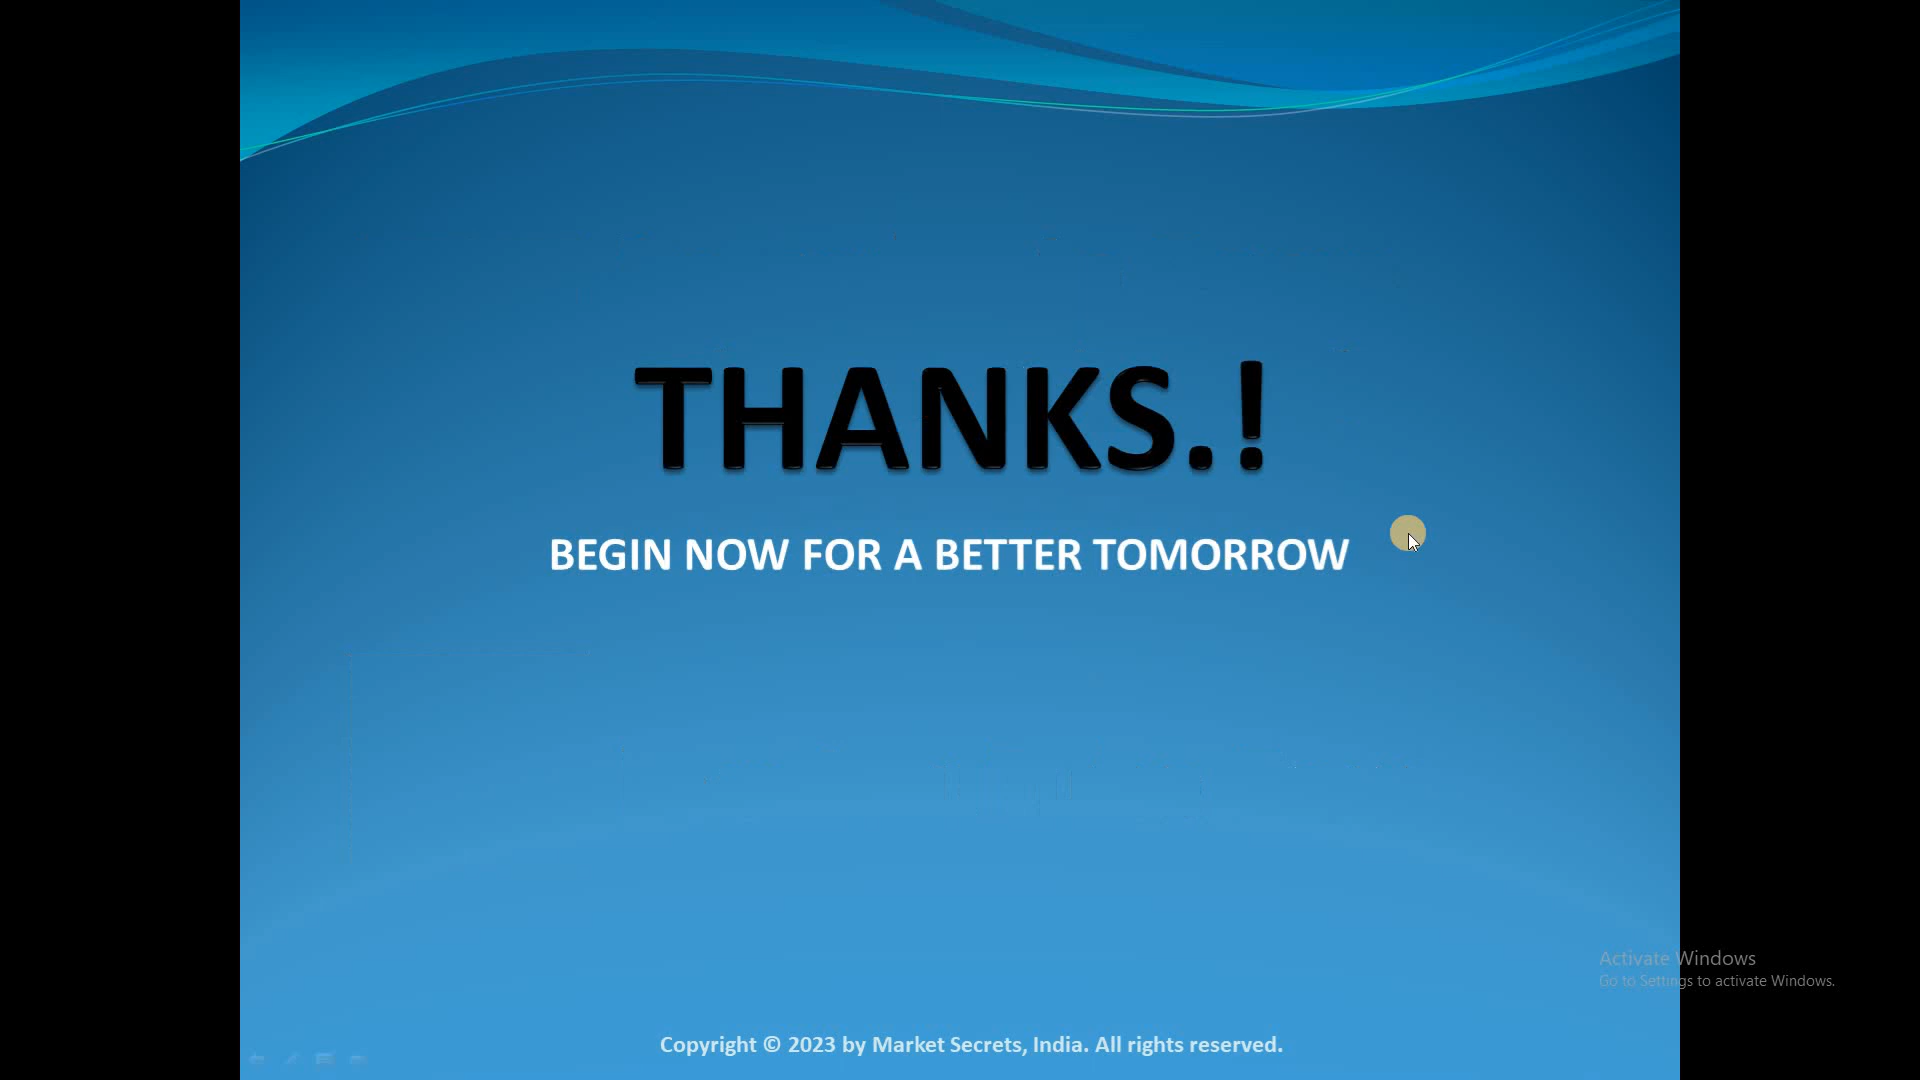 THANKS.!
BEGIN NOW FOR A BETTER TOMORROW
Activate Windows
Go to Settings to activate Windows.
Copyright © 2023 by Market Secrets, India. All rights reserved.